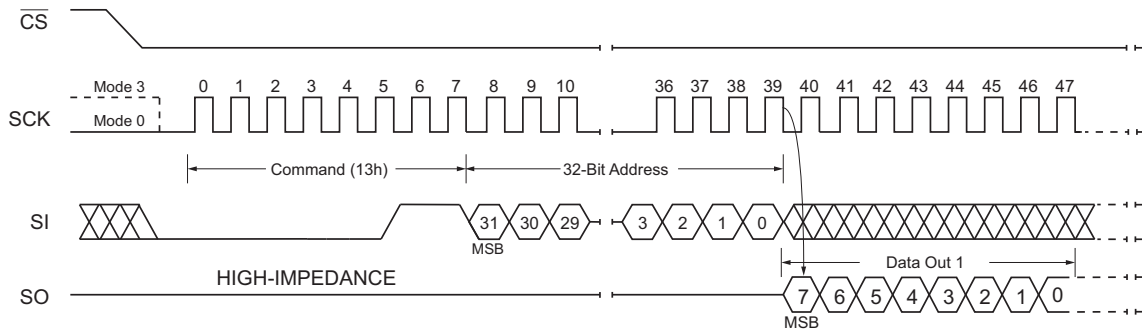 CS
Mode 3
0 1 2 3 4 5 6 7 8 9 10 36 37 38 39 40 41 42 43 44 45 46 47
SCK
Mode 0
Command (13h) 32-Bit Address
SI 31 30 29 3 2 1 0
MSB
HIGH-IMPEDANCE Data Out 1
SO 7 6 5 4 3 2 1 0
MSB